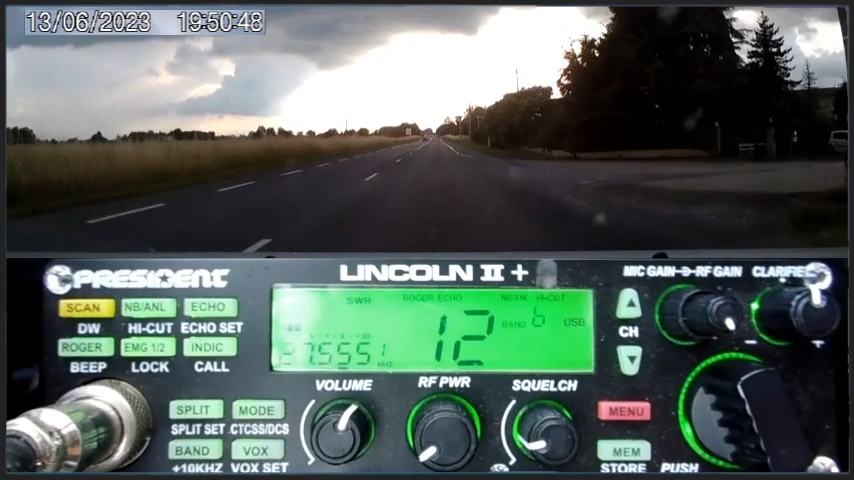 13/06/2023 19:50:48
PRESIDENT
LINCOLN II +
MIC GAIN RF GAIN CLARIFIER
SCAN NB/ANL ECHO
DW HI-CUT ECHO SET
ROGER EMG 1/2 INDIC
BEEP LOCK CALL
SWR ROGER ECHO NB/ANL HI-CUT
12 BAND b USB
27.5551 MHZ
CH
- +
VOLUME RF PWR SQUELCH
SPLIT MODE
SPLIT SET CTCSS/DCS
BAND VOX
+10KHZ VOX SET
MENU
MEM
STORE PUSH